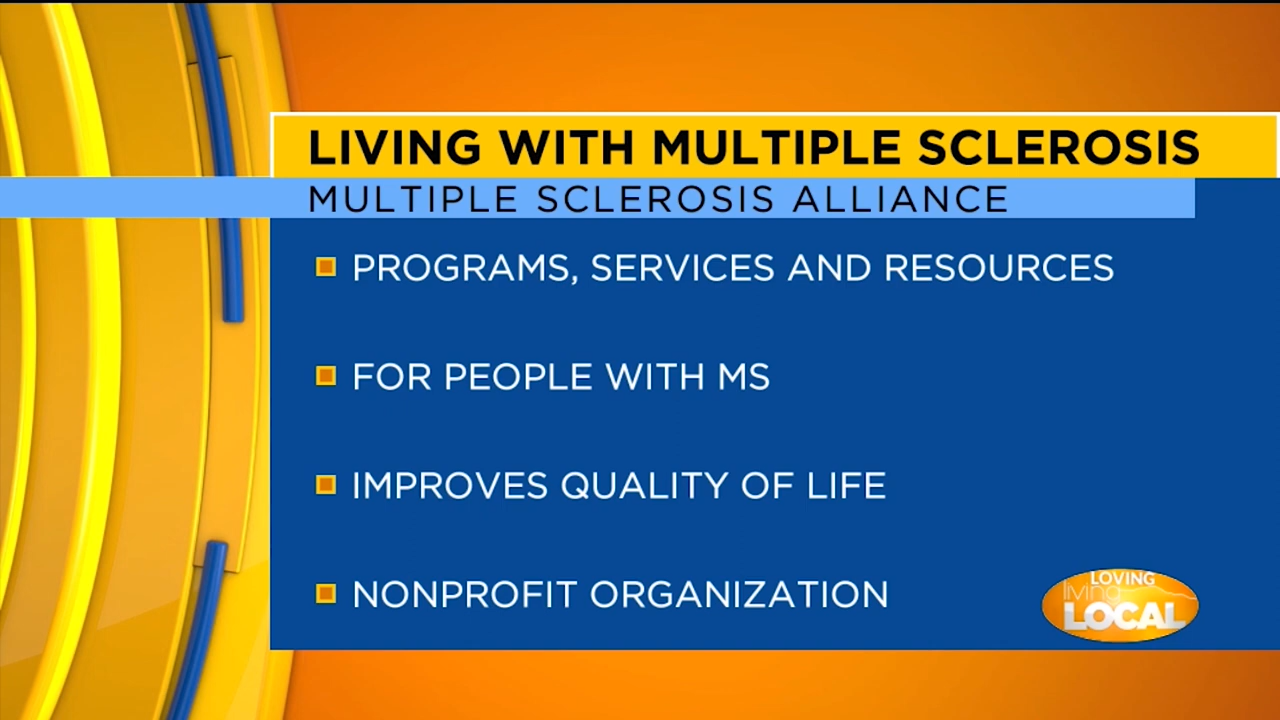 LIVING WITH MULTIPLE SCLEROSIS
MULTIPLE SCLEROSIS ALLIANCE
PROGRAMS, SERVICES AND RESOURCES
FOR PEOPLE WITH MS
IMPROVES QUALITY OF LIFE
NONPROFIT ORGANIZATION
LOVING
living
LOCAL